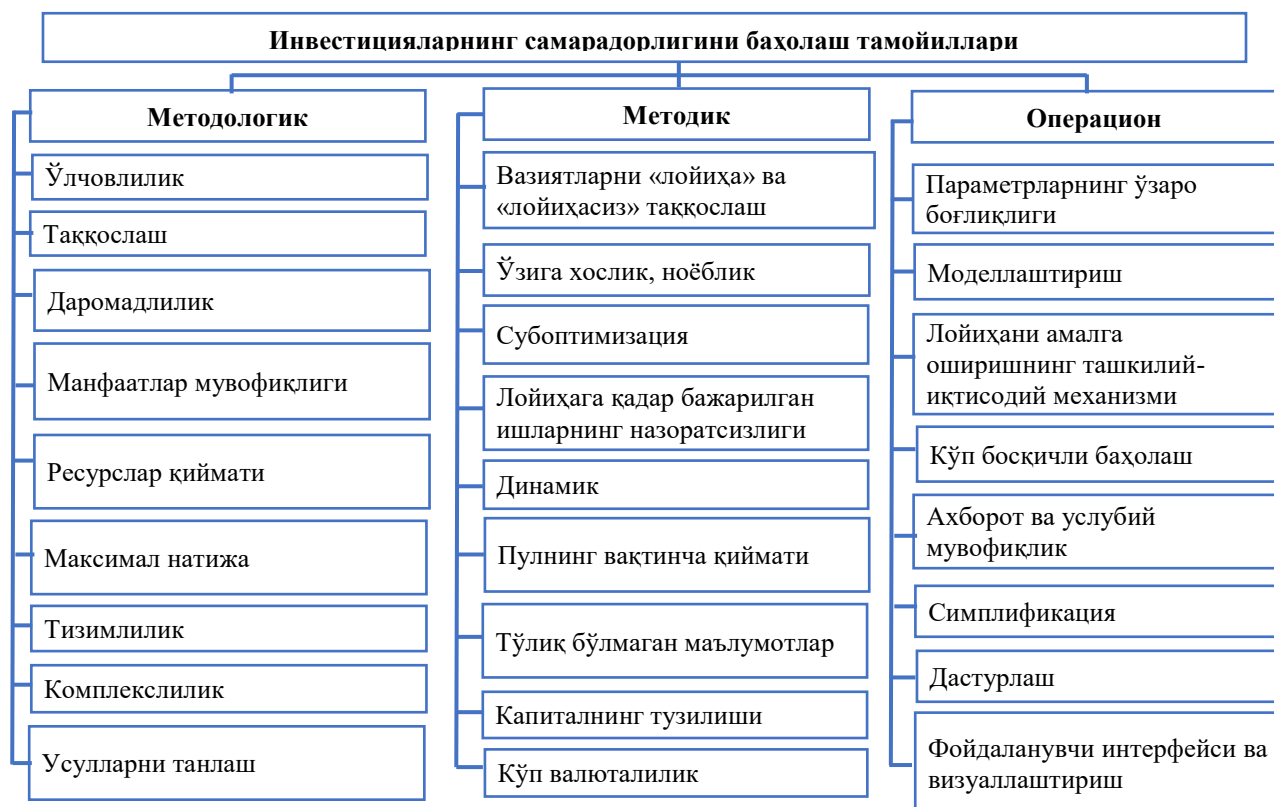 Инвестицияларнинг самарадорлигини баҳолаш тамойиллари
Методологик
Ўлчовлилик
Таққослаш
Даромадлилик
Манфаатлар мувофиқлиги
Ресурслар қиймати
Максимал натижа
Тизимлилик
Комплекслилик
Усулларни танлаш
Методик
Вазиятларни «лойиҳа» ва
«лойиҳасиз» таққослаш
Ўзига хослик, ноёблик
Субоптимизация
Лойиҳага қадар бажарилган
ишларнинг назоратсизлиги
Динамик
Пулнинг вақтинча қиймати
Тўлиқ бўлмаган маълумотлар
Капиталнинг тузилиши
Кўп валюталилик
Операцион
Параметрларнинг ўзаро
боғлиқлиги
Моделлаштириш
Лойиҳани амалга
оширишнинг ташкилий-
иқтисодий механизми
Кўп босқичли баҳолаш
Ахборот ва услубий
мувофиқлик
Симплификация
Дастурлаш
Фойдаланувчи интерфейси ва
визуаллаштириш